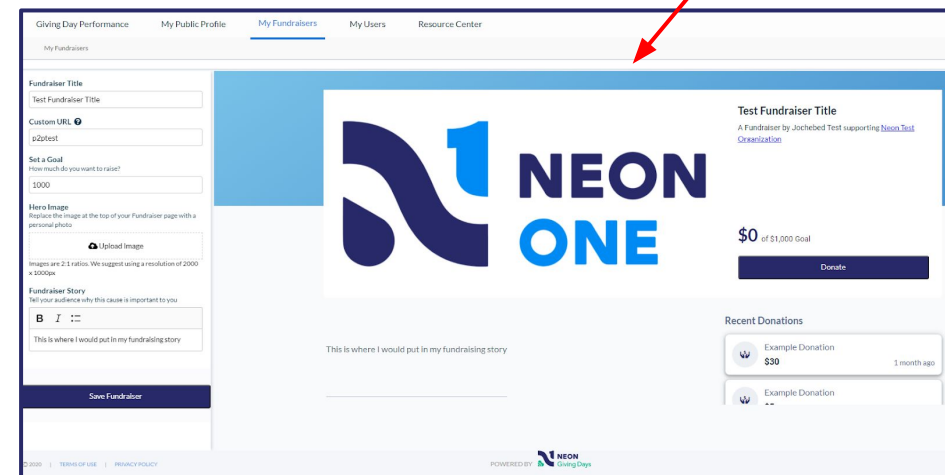 Giving Day Performance My Public Profile My Fundraisers My Users Resource Center
My Fundraisers
Fundraiser Title
Test Fundraiser Title
Custom URL
p2ptest
Set a Goal
How much do you want to raise?
1000
Hero Image
Replace the image at the top of your Fundraiser page with a
personal photo
Upload Image
Images are 2:1 ratios. We suggest using a resolution of 2000
x 1000px
Fundraiser Story
Tell your audience why this cause is important to you
B I
This is where I would put in my fundraising story
Save Fundraiser
NEON
ONE
Test Fundraiser Title
A Fundraiser by Jochebed Test supporting Neon Test
Organization
$0 of $1,000 Goal
Donate
This is where I would put in my fundraising story
Recent Donations
Example Donation
$30 1 month ago
Example Donation
© 2020 | TERMS OF USE | PRIVACY POLICY
POWERED BY NEON
Giving Days